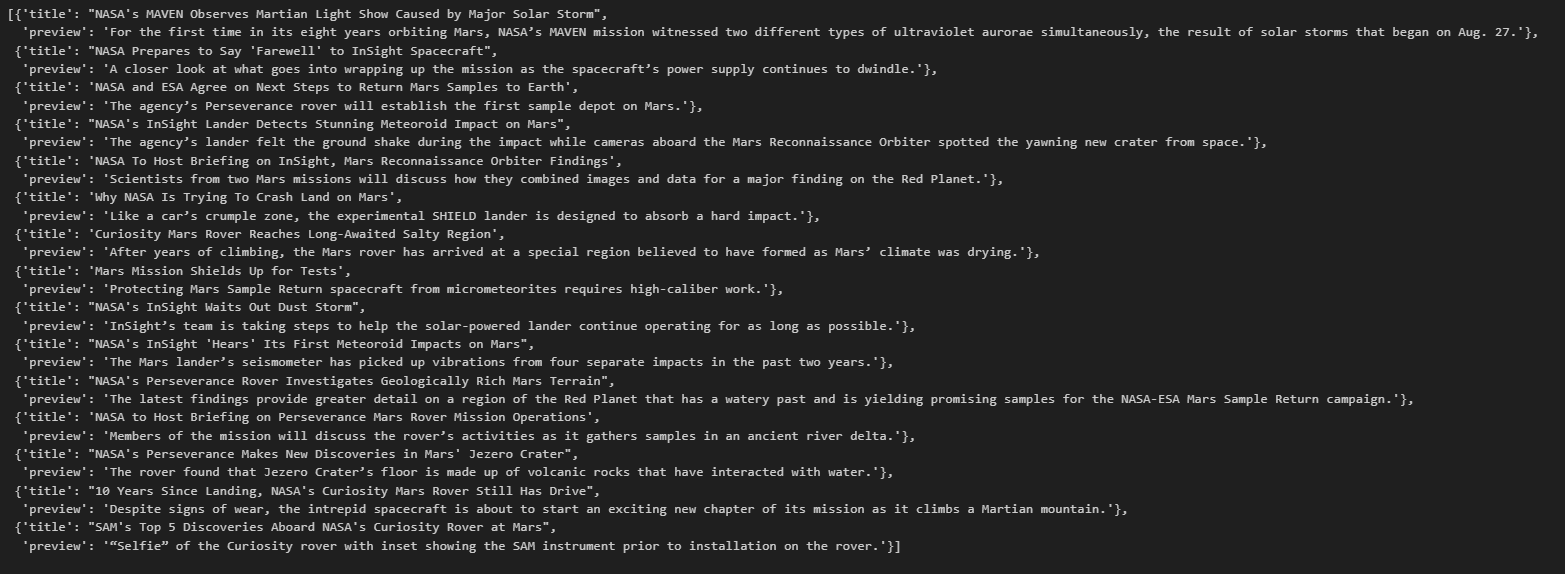 [{'title': "NASA's MAVEN Observes Martian Light Show Caused by Major Solar Storm",
'preview': 'For the first time in its eight years orbiting Mars, NASA’s MAVEN mission witnessed two different types of ultraviolet aurorae simultaneously, the result of solar storms that began on Aug. 27.'},
{'title': "NASA Prepares to Say 'Farewell' to InSight Spacecraft",
'preview': 'A closer look at what goes into wrapping up the mission as the spacecraft’s power supply continues to dwindle.'},
{'title': 'NASA and ESA Agree on Next Steps to Return Mars Samples to Earth',
'preview': 'The agency’s Perseverance rover will establish the first sample depot on Mars.'},
{'title': "NASA's InSight Lander Detects Stunning Meteoroid Impact on Mars",
'preview': 'The agency’s lander felt the ground shake during the impact while cameras aboard the Mars Reconnaissance Orbiter spotted the yawning new crater from space.'},
{'title': 'NASA To Host Briefing on InSight, Mars Reconnaissance Orbiter Findings',
'preview': 'Scientists from two Mars missions will discuss how they combined images and data for a major finding on the Red Planet.'},
{'title': 'Why NASA Is Trying To Crash Land on Mars',
'preview': 'Like a car’s crumple zone, the experimental SHIELD lander is designed to absorb a hard impact.'},
{'title': 'Curiosity Mars Rover Reaches Long-Awaited Salty Region',
'preview': 'After years of climbing, the Mars rover has arrived at a special region believed to have formed as Mars’ climate was drying.'},
{'title': 'Mars Mission Shields Up for Tests',
'preview': 'Protecting Mars Sample Return spacecraft from micrometeorites requires high-caliber work.'},
{'title': "NASA's InSight Waits Out Dust Storm",
'preview': 'InSight’s team is taking steps to help the solar-powered lander continue operating for as long as possible.'},
{'title': "NASA's InSight 'Hears' Its First Meteoroid Impacts on Mars",
'preview': 'The Mars lander’s seismometer has picked up vibrations from four separate impacts in the past two years.'},
{'title': "NASA's Perseverance Rover Investigates Geologically Rich Mars Terrain",
'preview': 'The latest findings provide greater detail on a region of the Red Planet that has a watery past and is yielding promising samples for the NASA-ESA Mars Sample Return campaign.'},
{'title': 'NASA to Host Briefing on Perseverance Mars Rover Mission Operations',
'preview': 'Members of the mission will discuss the rover’s activities as it gathers samples in an ancient river delta.'},
{'title': "NASA's Perseverance Makes New Discoveries in Mars' Jezero Crater",
'preview': 'The rover found that Jezero Crater’s floor is made up of volcanic rocks that have interacted with water.'},
{'title': "10 Years Since Landing, NASA's Curiosity Mars Rover Still Has Drive",
'preview': 'Despite signs of wear, the intrepid spacecraft is about to start an exciting new chapter of its mission as it climbs a Martian mountain.'},
{'title': "SAM's Top 5 Discoveries Aboard NASA's Curiosity Rover at Mars",
'preview': '“Selfie” of the Curiosity rover with inset showing the SAM instrument prior to installation on the rover.'}]